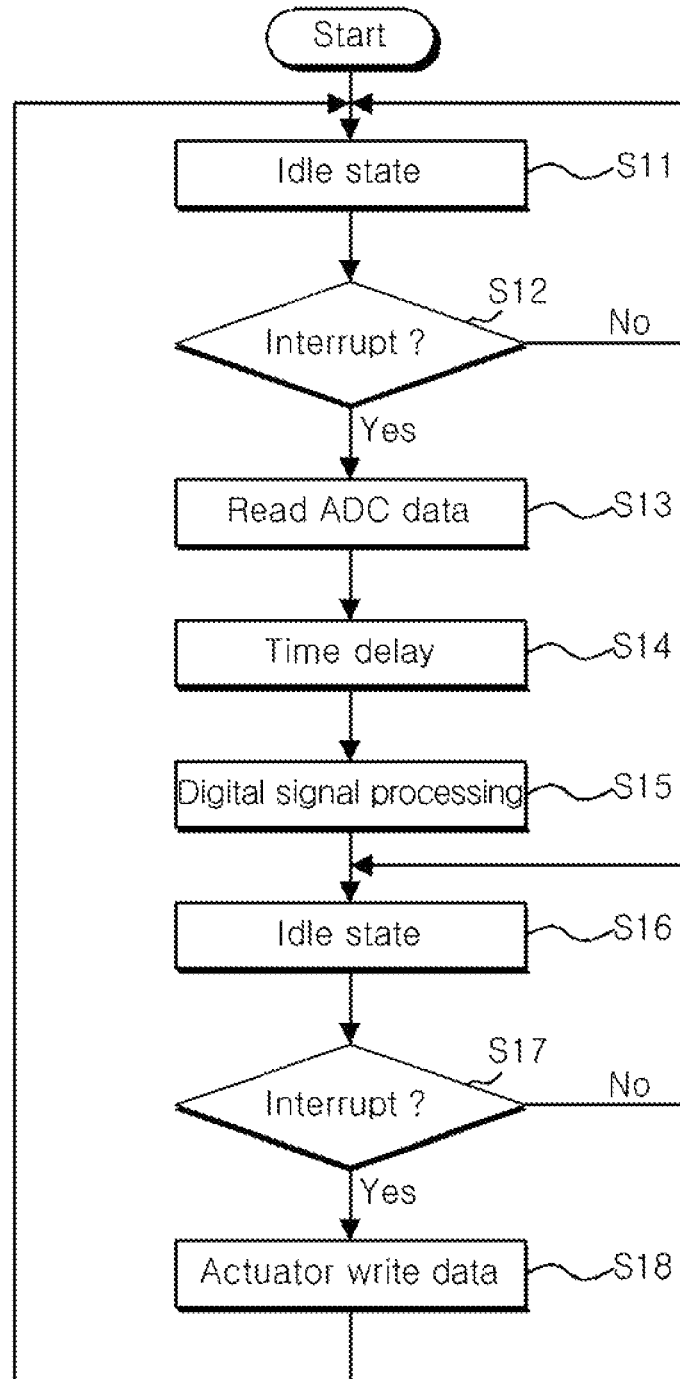 Start
Idle state
S11
S12
Interrupt ?
No
Yes
Read ADC data
S13
Time delay
S14
Digital signal processing
S15
Idle state
S16
S17
Interrupt ?
No
Yes
Actuator write data
S18